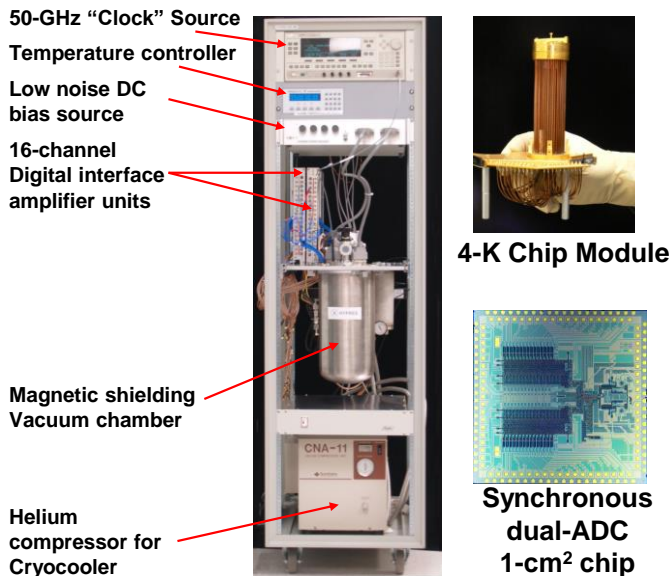 50-GHz “Clock” Source
Temperature controller
Low noise DC
bias source
16-channel
Digital interface
amplifier units
Magnetic shielding
Vacuum chamber
Helium
compressor for
Cryocooler
CNA-11
4-K Chip Module
Synchronous
dual-ADC
1-cm² chip